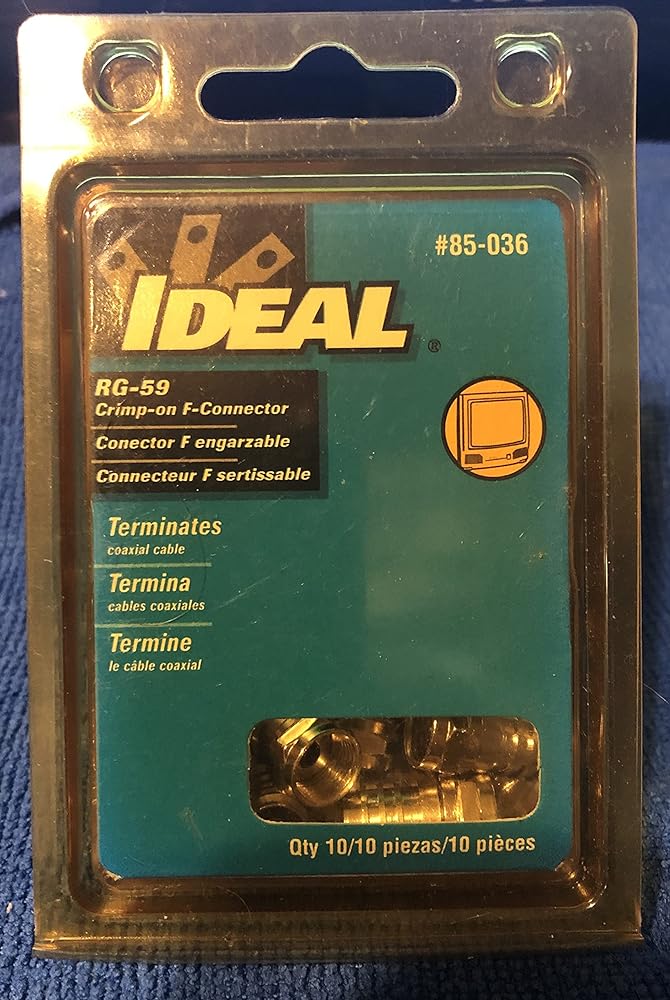 #85-036
IDEAL®
RG-59
Crimp-on F-Connector
Conector F engarzable
Connecteur F sertissable
Terminates
coaxial cable
Termina
cables coaxiales
Termine
le câble coaxial
Qty 10/10 piezas/10 pièces